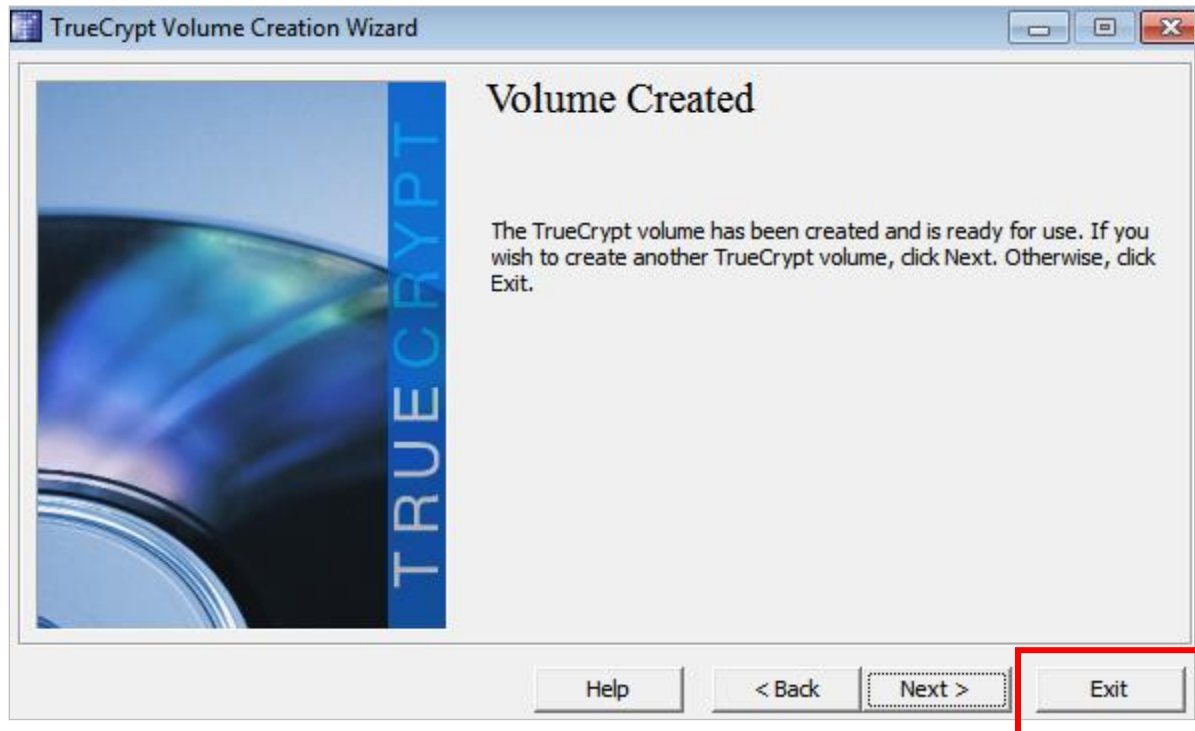 TrueCrypt Volume Creation Wizard
Volume Created
TRUECRYPT
The TrueCrypt volume has been created and is ready for use. If you
wish to create another TrueCrypt volume, click Next. Otherwise, click
Exit.
Help
< Back
Next >
Exit